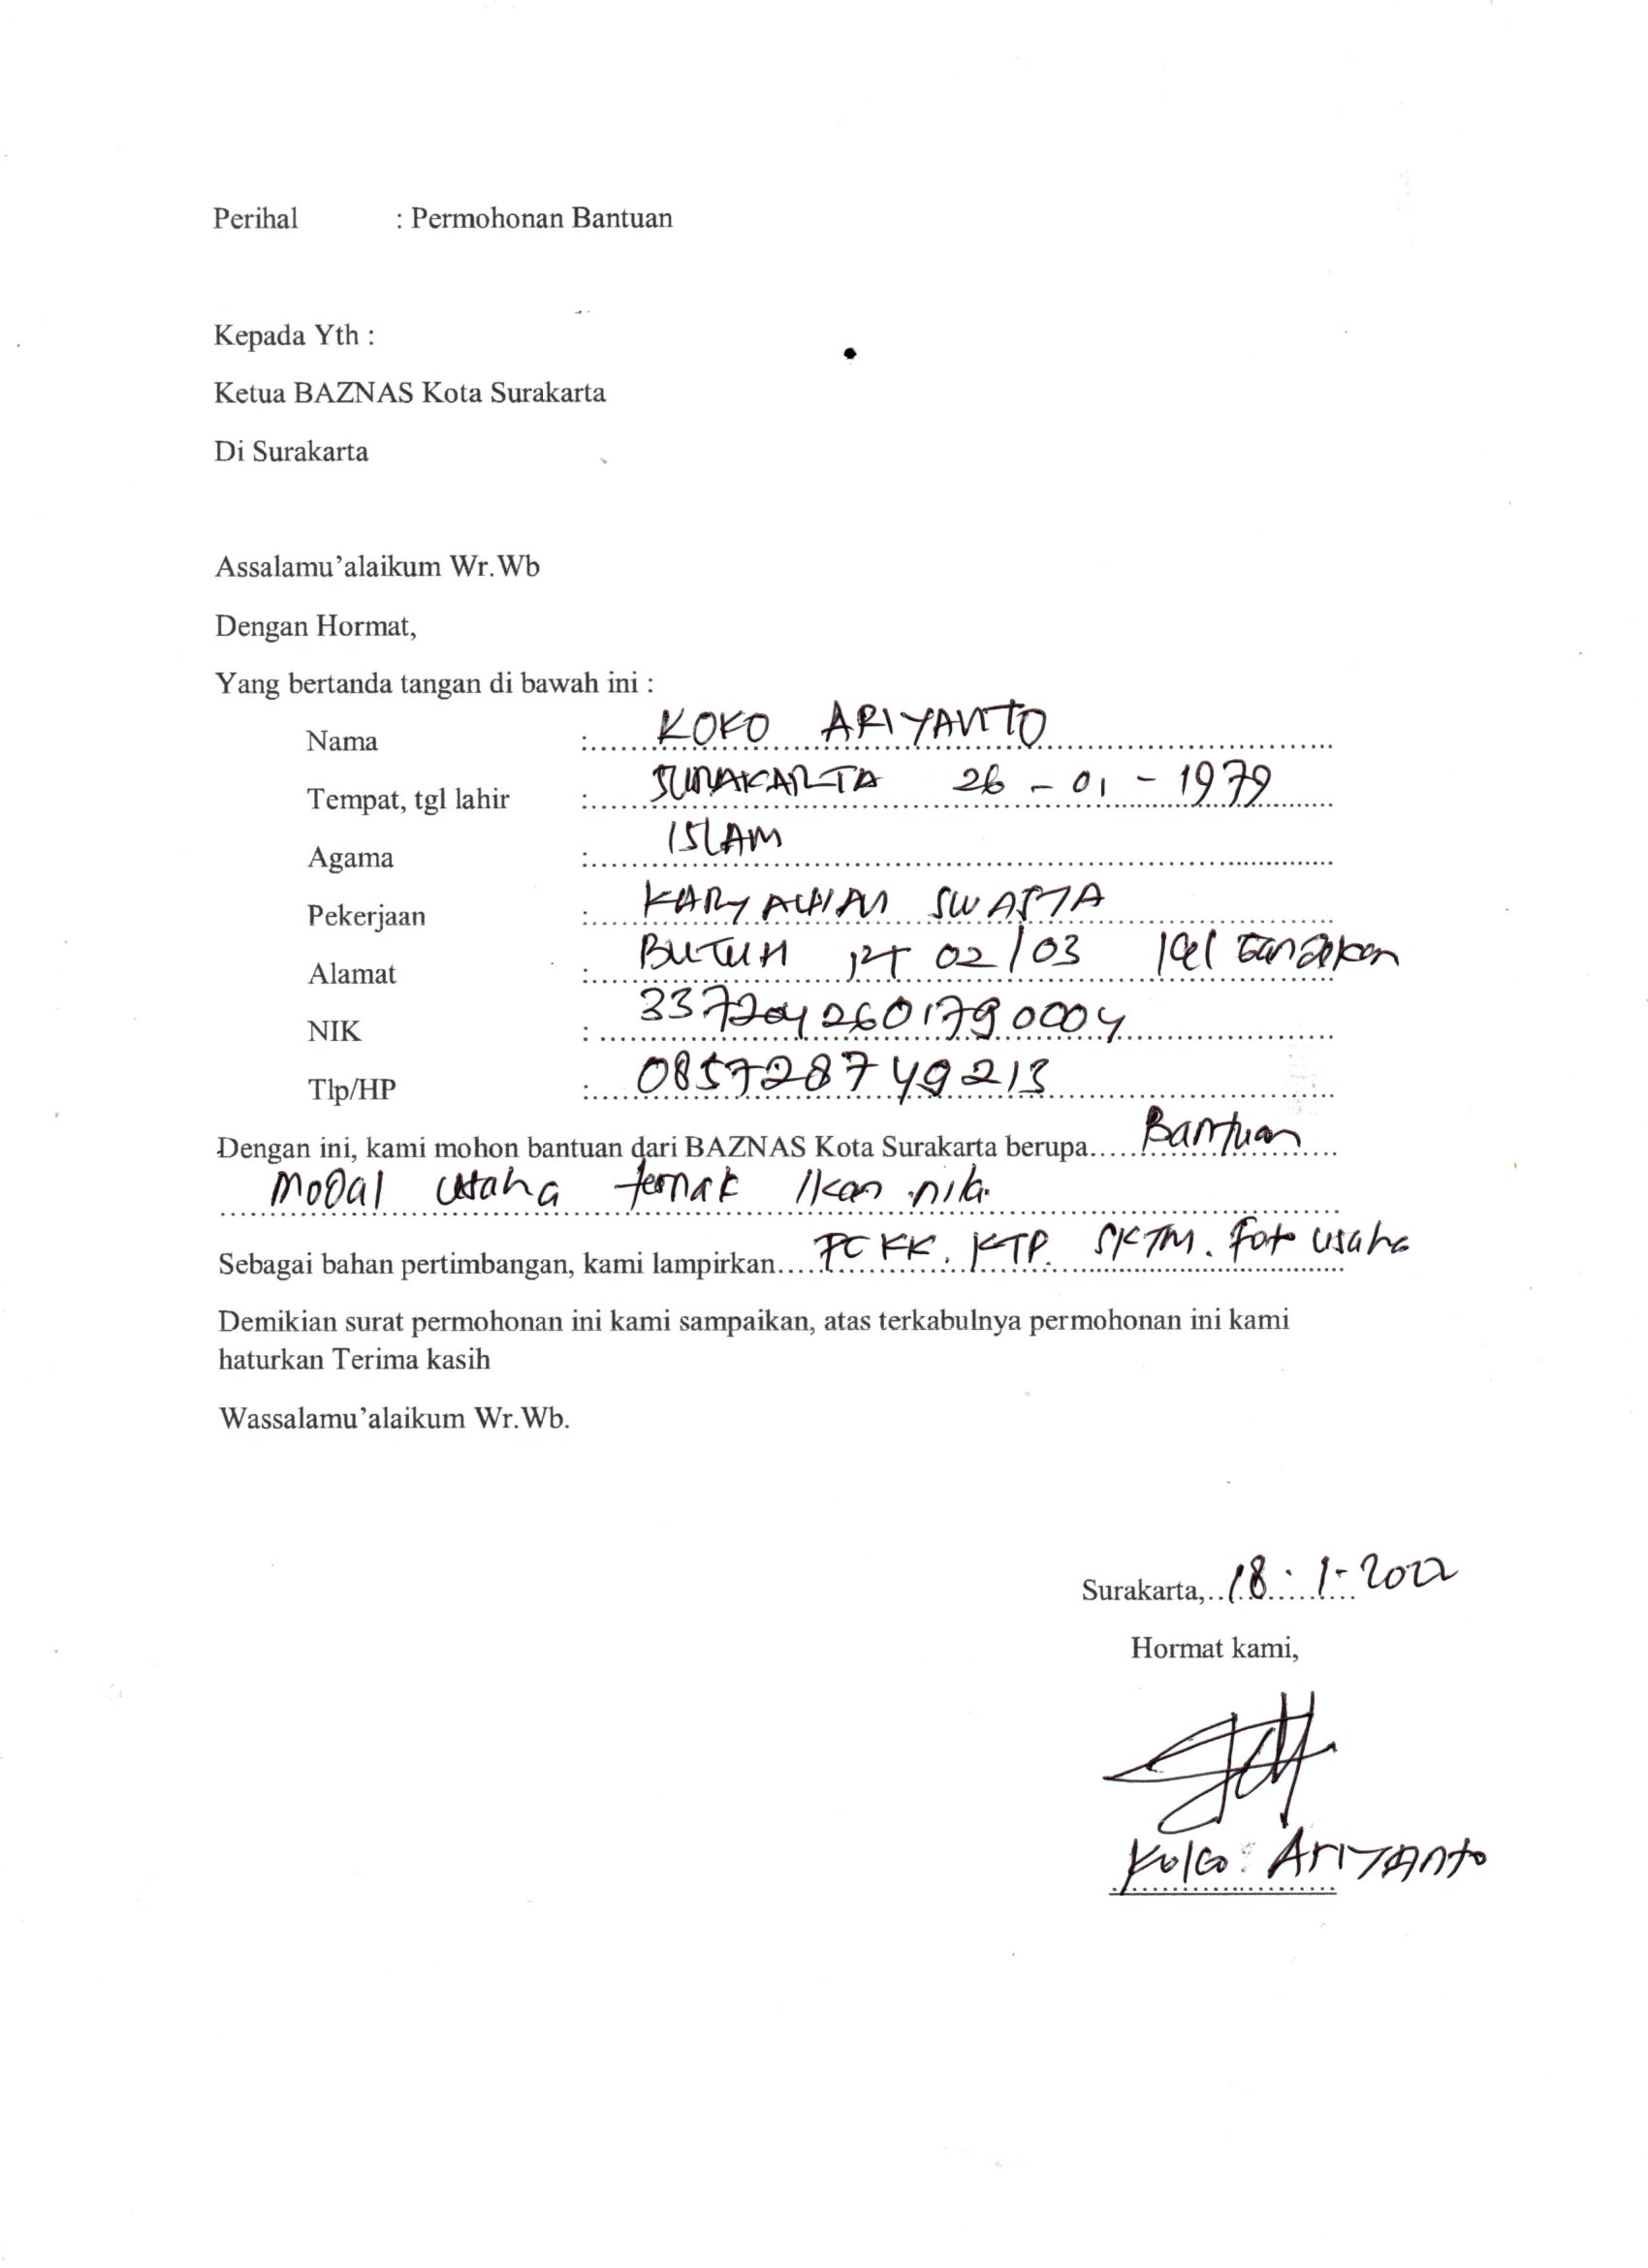 Perihal : Permohonan Bantuan
Kepada Yth :
Ketua BAZNAS Kota Surakarta
Di Surakarta
Assalamu'alaikum Wr.Wb
Dengan Hormat,
Yang bertanda tangan di bawah ini :
Nama : KOKO ARIYANTO
Tempat, tgl lahir : SURAKARTA 26 - 01 - 1979
Agama : ISLAM
Pekerjaan : KARYAWAN SWASTA
Alamat : BUTUH rt 02/03 Kel
NIK : 3372042601790004
Tlp/HP : 085728749213
Dengan ini, kami mohon bantuan dari BAZNAS Kota Surakarta berupa Bantuan
Modal usaha ternak Ikan nila.
Sebagai bahan pertimbangan, kami lampirkan FC KK. KTP. SKTM. Foto usaha
Demikian surat permohonan ini kami sampaikan, atas terkabulnya permohonan ini kami
haturkan Terima kasih
Wassalamu'alaikum Wr.Wb.
Surakarta, 18 - 1 - 2022
Hormat kami,
Koko Ariyanto